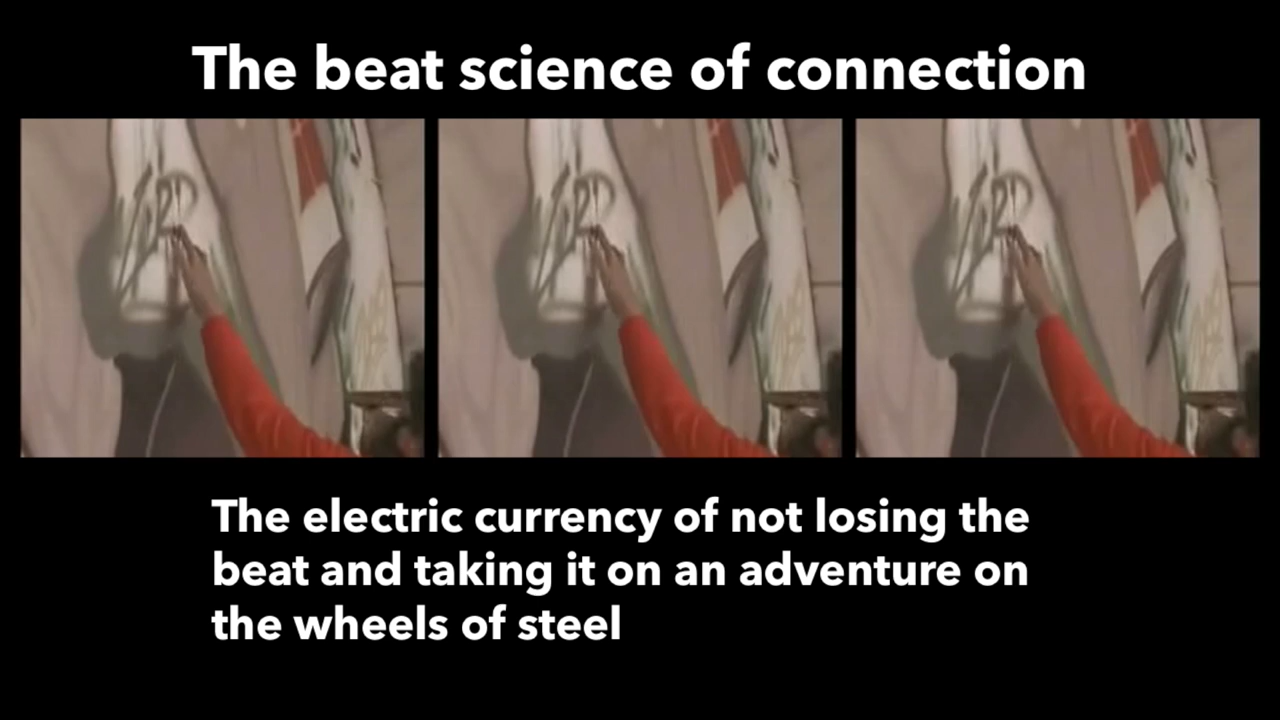 The beat science of connection
The electric currency of not losing the
beat and taking it on an adventure on
the wheels of steel